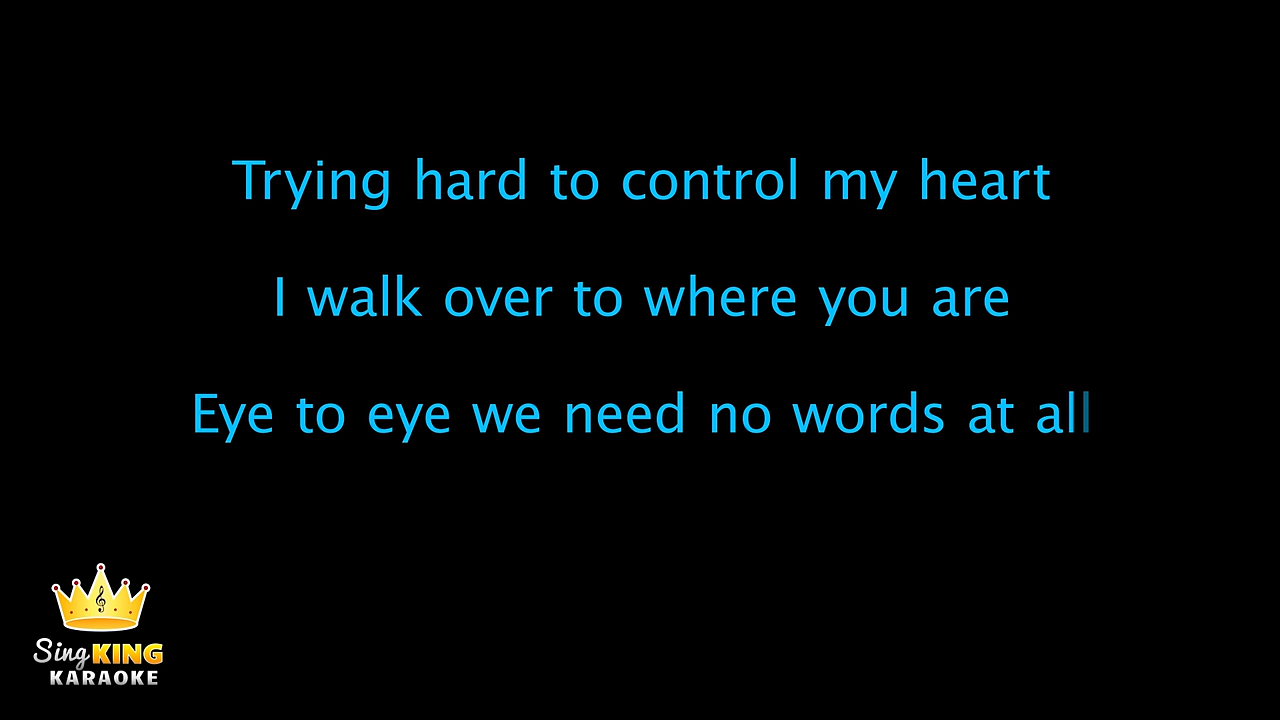 Trying hard to control my heart
I walk over to where you are
Eye to eye we need no words at all
Sing KING
KARAOKE